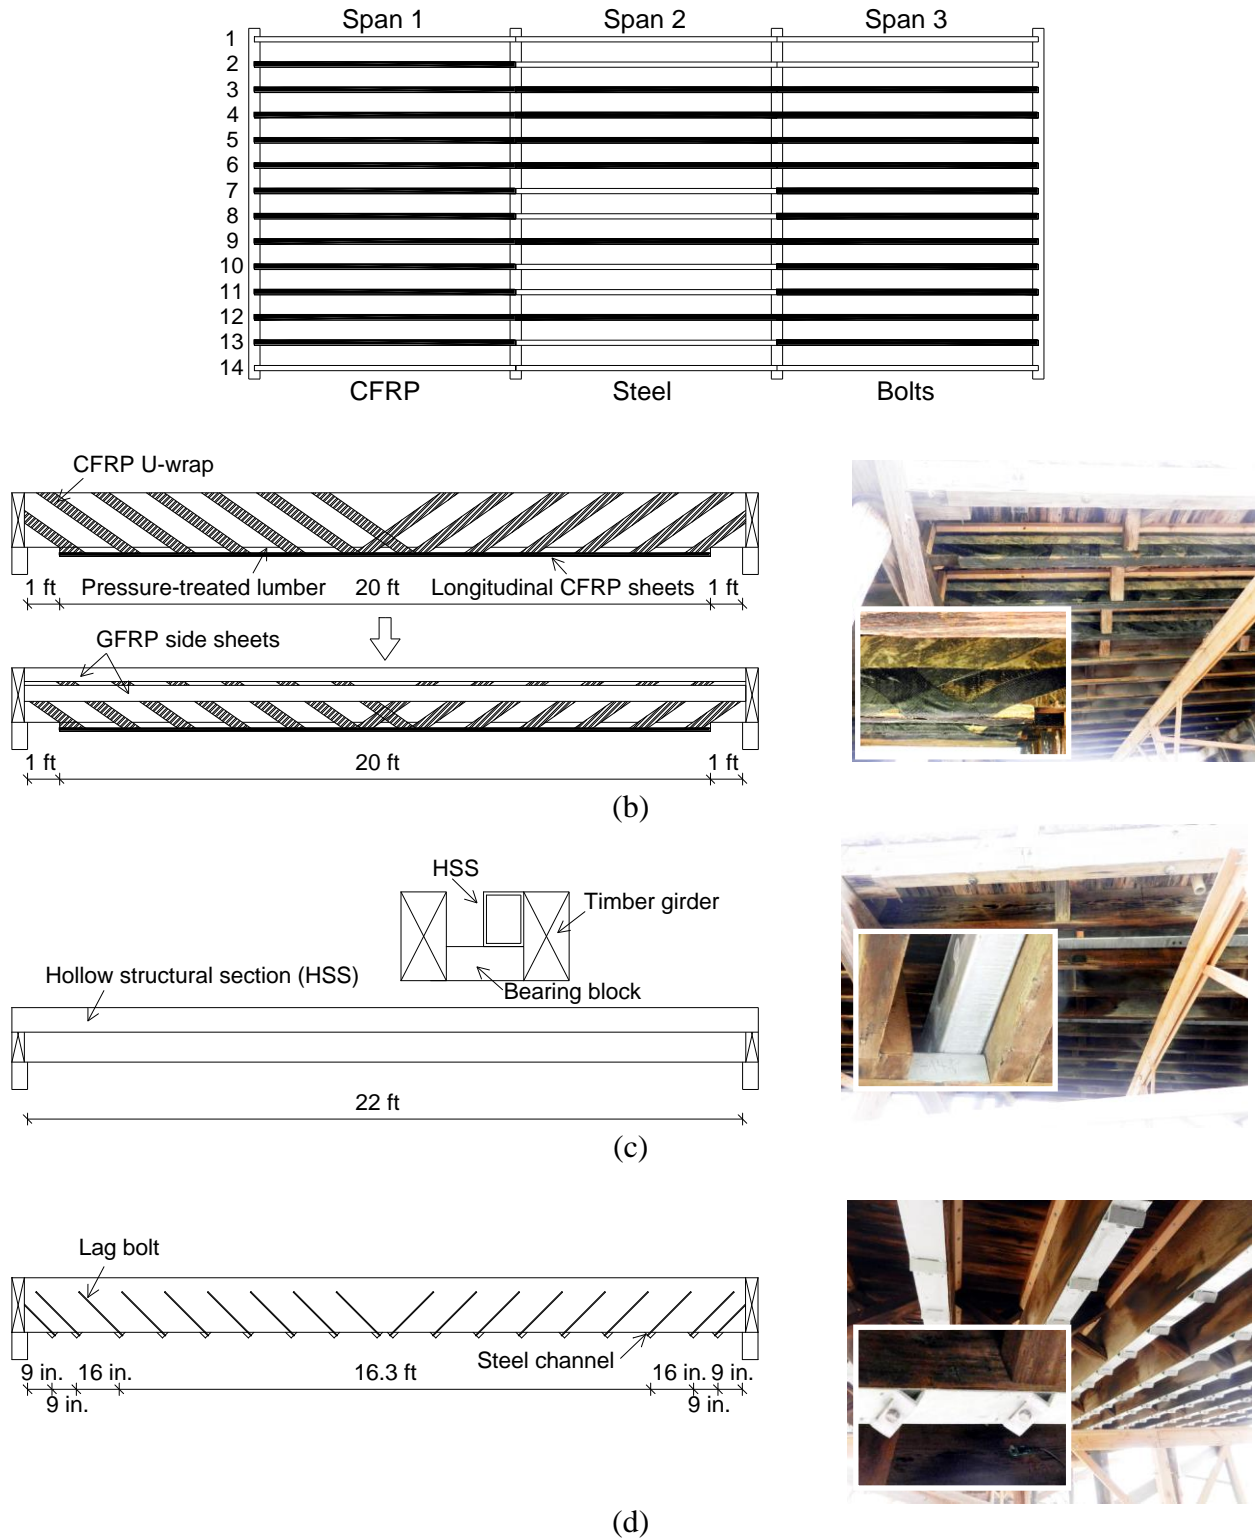 Span 1 Span 2 Span 3
1
2
3
4
5
6
7
8
9
10
11
12
13
14
CFRP Steel Bolts
CFRP U-wrap
1 ft Pressure-treated lumber 20 ft Longitudinal CFRP sheets 1 ft
GFRP side sheets
1 ft 20 ft 1 ft
(b)
HSS
Timber girder
Hollow structural section (HSS)
Bearing block
22 ft
(c)
Lag bolt
Steel channel
9 in. 16 in. 16.3 ft 16 in. 9 in.
9 in. 9 in.
(d)